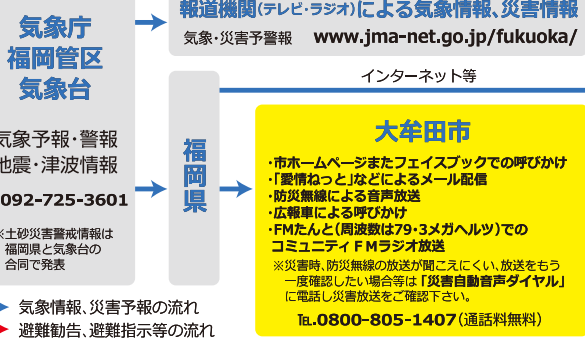 気象庁
福岡管区
気象台
気象予報・警報
地震・津波情報
092-725-3601
※土砂災害警戒情報は
福岡県と気象台の
合同で発表
報道機関(テレビ・ラジオ)による気象情報、災害情報
気象・災害予警報 www.jma-net.go.jp/fukuoka/
インターネット等
福岡県
大牟田市
・市ホームページまたフェイスブックでの呼びかけ
・「愛情ねっと」などによるメール配信
・防災無線による音声放送
・広報車による呼びかけ
・FMたんと(周波数は79・3メガヘルツ)での
コミュニティFMラジオ放送
※災害時、防災無線の放送が聞こえにくい、放送をもう
一度確認したい場合等は「災害自動音声ダイヤル」
に電話し災害放送をご確認下さい。
℡.0800-805-1407(通話料無料)
気象情報、災害予報の流れ
避難勧告、避難指示等の流れ